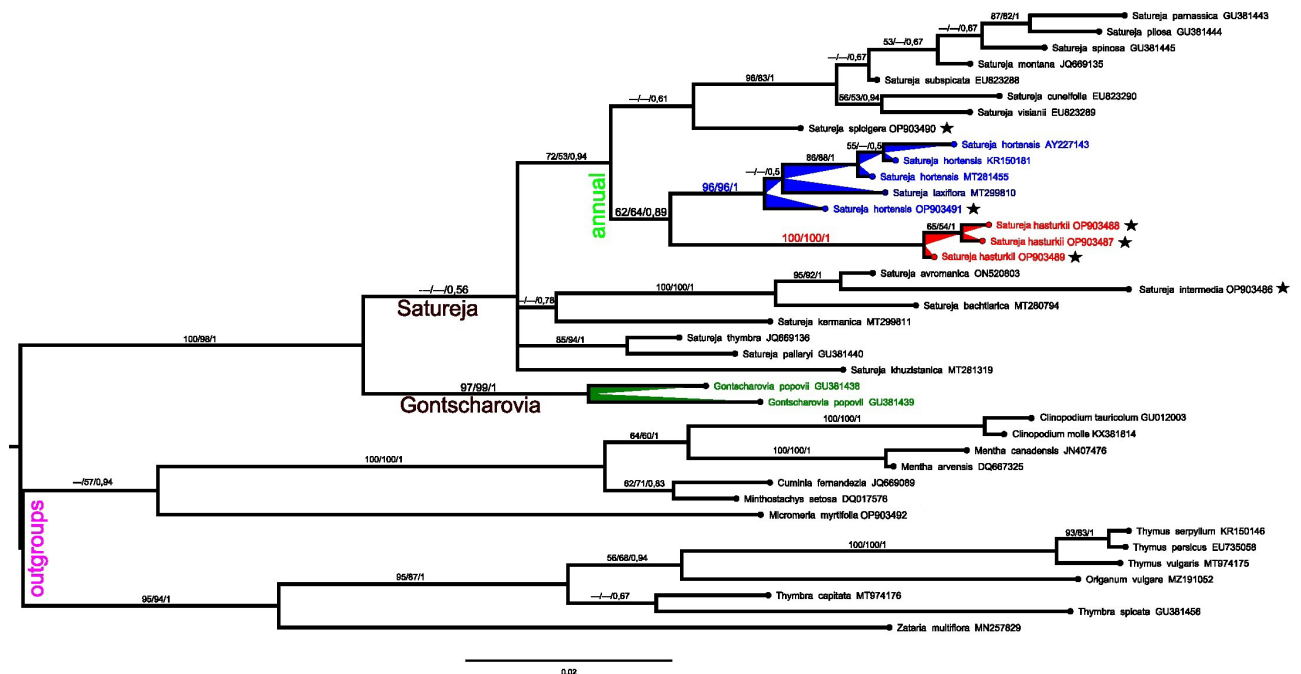 87/82/1
Satureja parnassica GU381443
—/—/0,67
Satureja pilosa GU381444
53/—/0,67
Satureja spinosa GU381445
—/—/0,67
Satureja montana JQ669135
96/83/1
Satureja subspicata EU823288
56/53/0,94
Satureja cuneifolia EU823290
—/—/0,61
Satureja visianii EU823289
Satureja spicigera OP903490 ★
72/53/0,94
55/—/0,5
Satureja hortensis AY227143
86/88/1
Satureja hortensis KR150181
—/—/0,5
Satureja hortensis MT281455
96/96/1
Satureja laxiflora MT299810
annual
62/64/0,89
Satureja hortensis OP903491 ★
65/54/1
Satureja hasturkii OP903488 ★
100/100/1
Satureja hasturkii OP903487 ★
Satureja hasturkii OP903489 ★
95/92/1
Satureja avromanica ON520803
—/—/0,56
Satureja
—/—/0,78
100/100/1
Satureja intermedia OP903486 ★
Satureja bachtiarica MT280794
Satureja kermanica MT299811
100/98/1
85/94/1
Satureja thymbra JQ669136
Satureja pallaryi GU381440
Satureja khuzistanica MT281319
97/99/1
Gontscharovia
Gontscharovia popovii GU381438
Gontscharovia popovii GU381439
100/100/1
Clinopodium tauricolum GU012003
64/60/1
Clinopodium molle KX381814
100/100/1
100/100/1
Mentha canadensis JN407476
Mentha arvensis DQ667325
—/57/0,94
62/71/0,83
Cuminia fernandezia JQ669089
Minthostachys setosa DQ017576
Micromeria myrtifolia OP903492
outgroups
93/83/1
Thymus serpyllum KR150146
100/100/1
Thymus persicus EU735058
56/68/0,94
Thymus vulgaris MT974175
95/87/1
Origanum vulgare MZ191052
95/94/1
—/—/0,67
Thymbra capitata MT974176
Thymbra spicata GU381456
Zataria multiflora MN257829
0.02